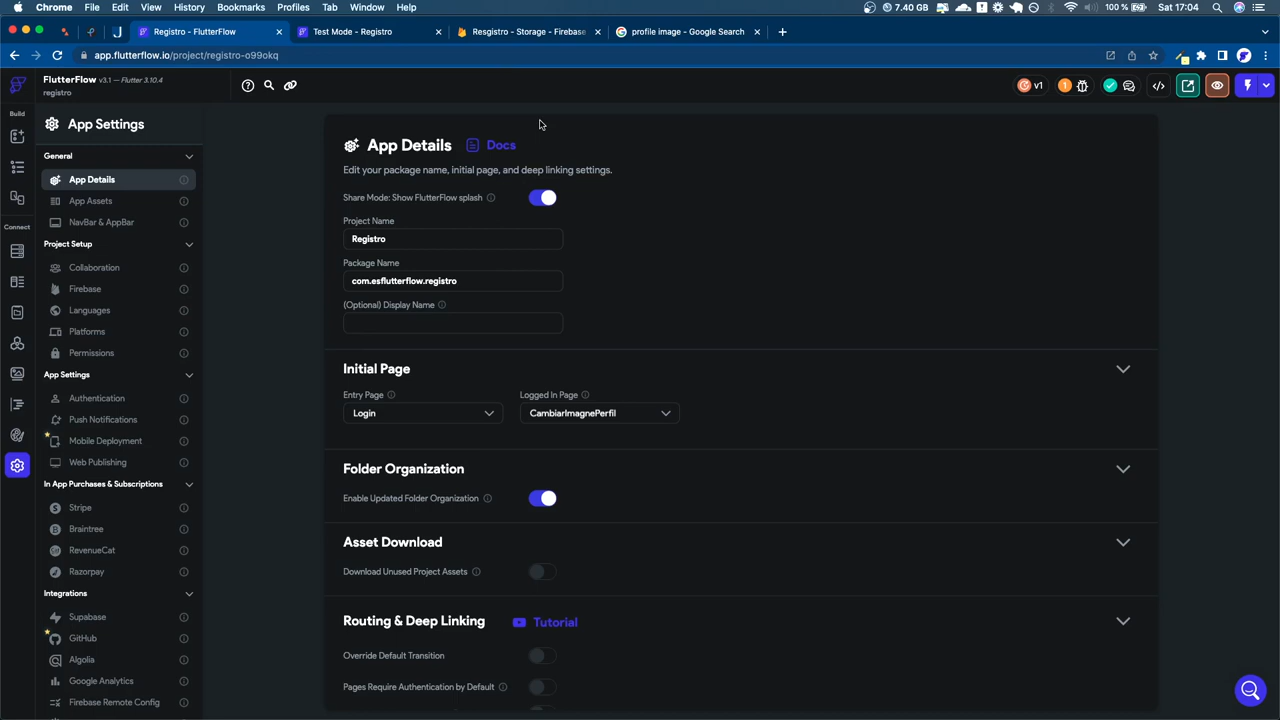 Chrome File Edit View History Bookmarks Profiles Tab Window Help 7.40 GB 100 % Sat 17:04
Registro - FlutterFlow Test Mode - Registro Resgistro - Storage - Firebase profile image - Google Search
app.flutterflow.io/project/registro-o99okq
FlutterFlow v3.1 — Flutter 3.10.4
registro
v1 1
Build
App Settings
General
App Details
App Assets
NavBar & AppBar
Connect
Project Setup
Collaboration
Firebase
Languages
Platforms
Permissions
App Settings
Authentication
Push Notifications
Mobile Deployment
Web Publishing
In App Purchases & Subscriptions
Stripe
Braintree
RevenueCat
Razorpay
Integrations
Supabase
GitHub
Algolia
Google Analytics
Firebase Remote Config
App Details Docs
Edit your package name, initial page, and deep linking settings.
Share Mode: Show FlutterFlow splash
Project Name
Registro
Package Name
com.esflutterflow.registro
(Optional) Display Name
Initial Page
Entry Page Logged In Page
Login CambiarImagnePerfil
Folder Organization
Enable Updated Folder Organization
Asset Download
Download Unused Project Assets
Routing & Deep Linking Tutorial
Override Default Transition
Pages Require Authentication by Default